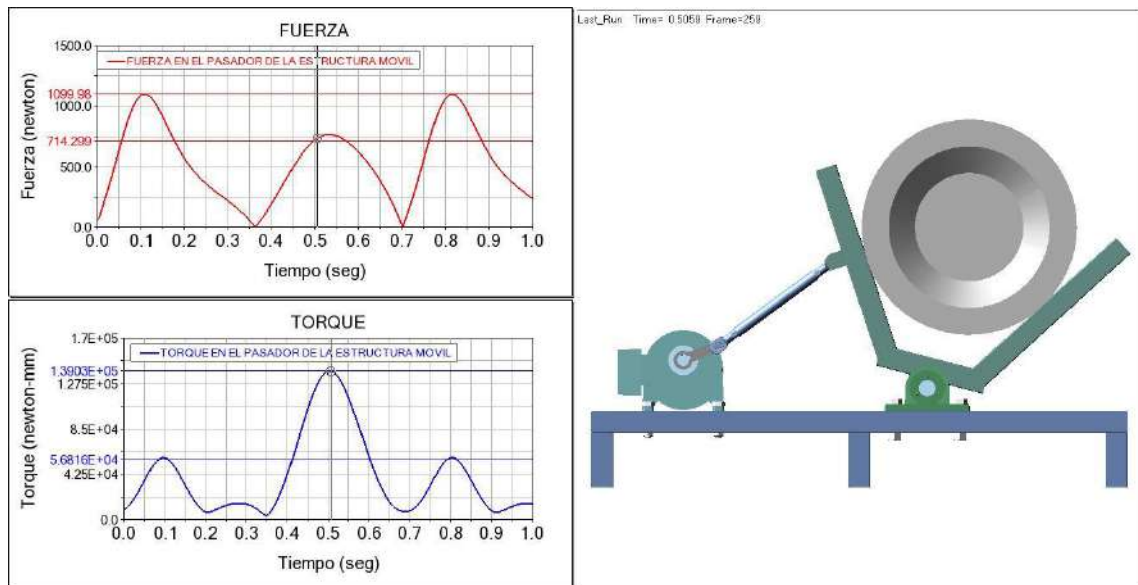 FUERZA
1500.0
FUERZA EN EL PASADOR DE LA ESTRUCTURA MOVIL
1099.98
1000.0
714.299
500.0
0.0
Fuerza (newton)
0.0 0.1 0.2 0.3 0.4 0.5 0.6 0.7 0.8 0.9 1.0
Tiempo (seg)
TORQUE
1.7E+05
TORQUE EN EL PASADOR DE LA ESTRUCTURA MOVIL
1.3903E+05
1.275E+05
8.5E+04
5.6816E+04
4.25E+04
0.0
Torque (newton-mm)
0.0 0.1 0.2 0.3 0.4 0.5 0.6 0.7 0.8 0.9 1.0
Tiempo (seg)
Last_Run Time= 0.5059 Frame=259